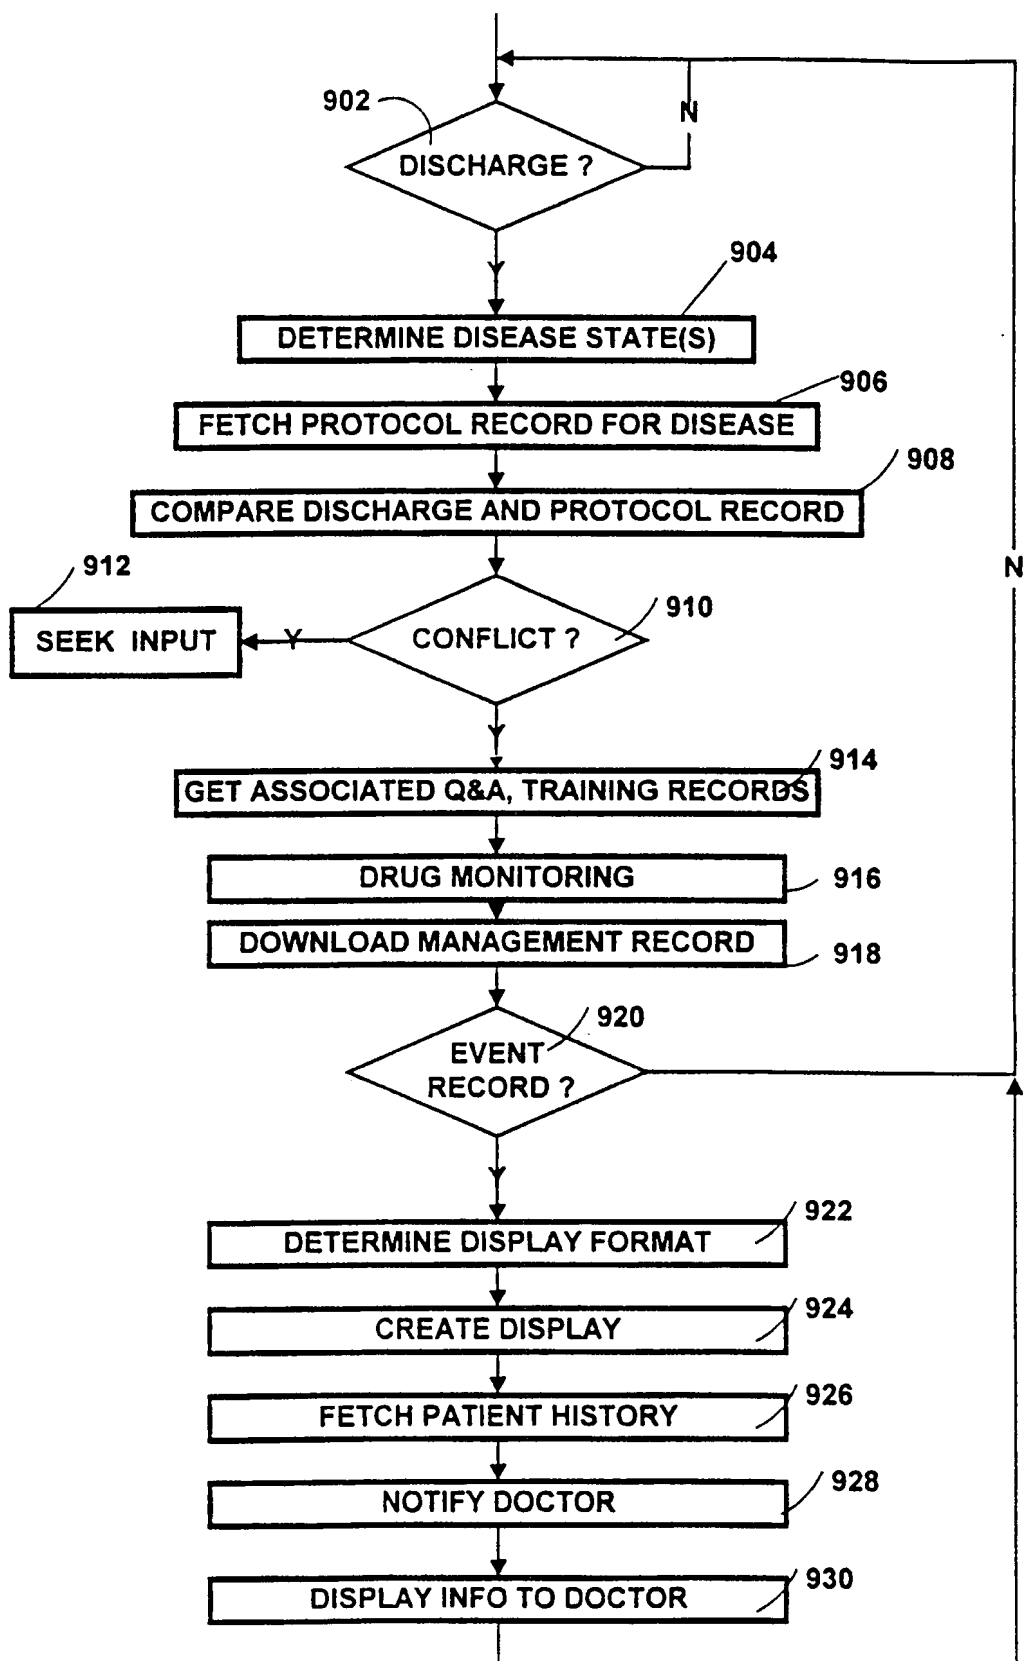 902
N
DISCHARGE ?
904
Y
DETERMINE DISEASE STATE(S)
906
FETCH PROTOCOL RECORD FOR DISEASE
908
COMPARE DISCHARGE AND PROTOCOL RECORD
912
N
910
SEEK INPUT
Y
CONFLICT ?
Y
914
GET ASSOCIATED Q&A, TRAINING RECORDS
DRUG MONITORING
916
DOWNLOAD MANAGEMENT RECORD
918
920
EVENT
RECORD ?
Y
922
DETERMINE DISPLAY FORMAT
924
CREATE DISPLAY
926
FETCH PATIENT HISTORY
928
NOTIFY DOCTOR
930
DISPLAY INFO TO DOCTOR